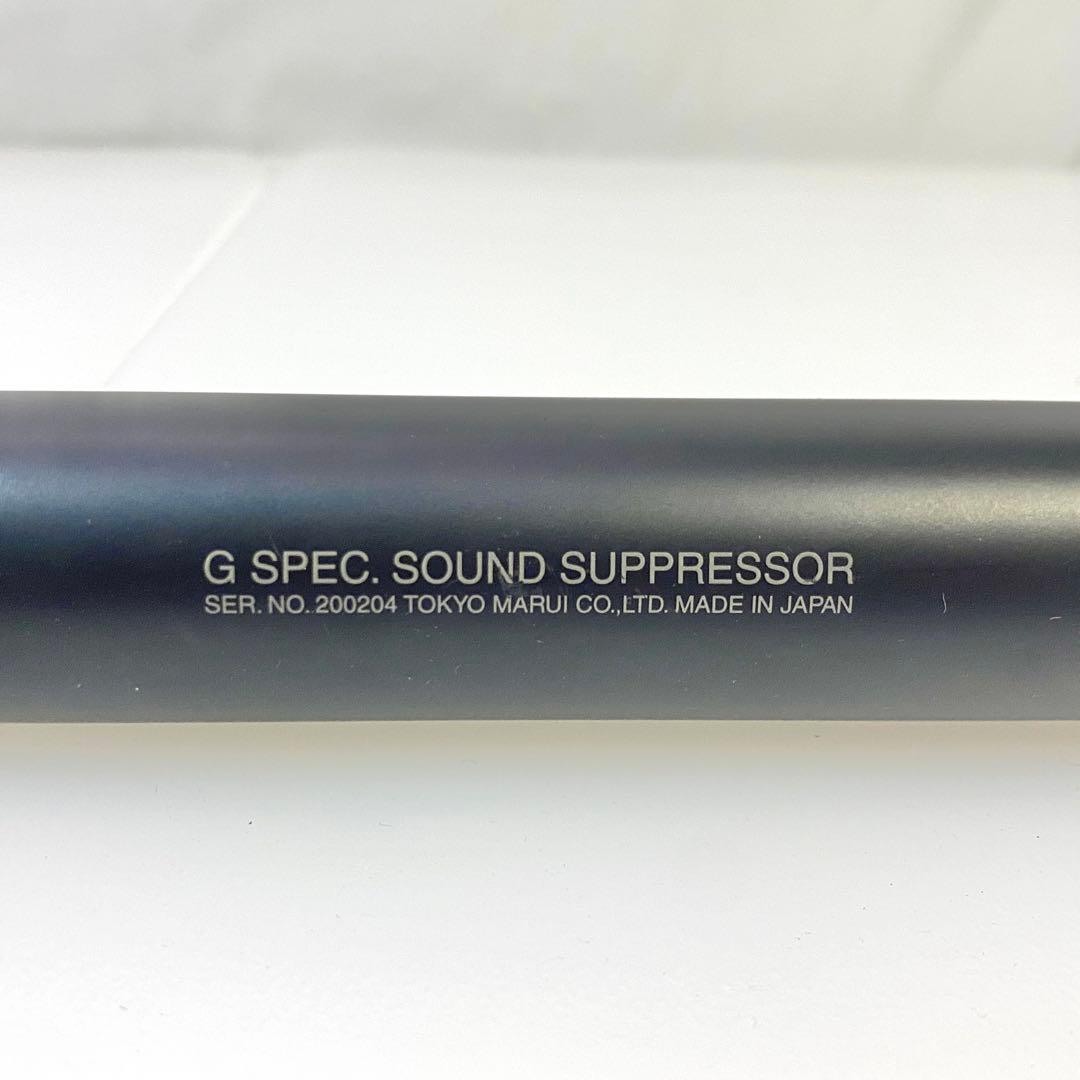 G SPEC. SOUND SUPPRESSOR
SER. NO. 200204 TOKYO MARUI CO.,LTD. MADE IN JAPAN